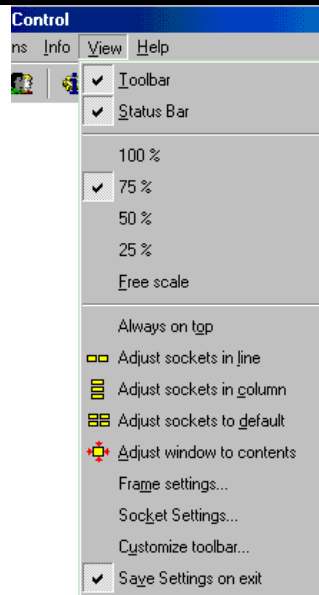 Control
ns Info View Help
Toolbar
Status Bar
100 %
75 %
50 %
25 %
Free scale
Always on top
Adjust sockets in line
Adjust sockets in column
Adjust sockets to default
Adjust window to contents
Frame settings...
Socket Settings...
Customize toolbar...
Save Settings on exit